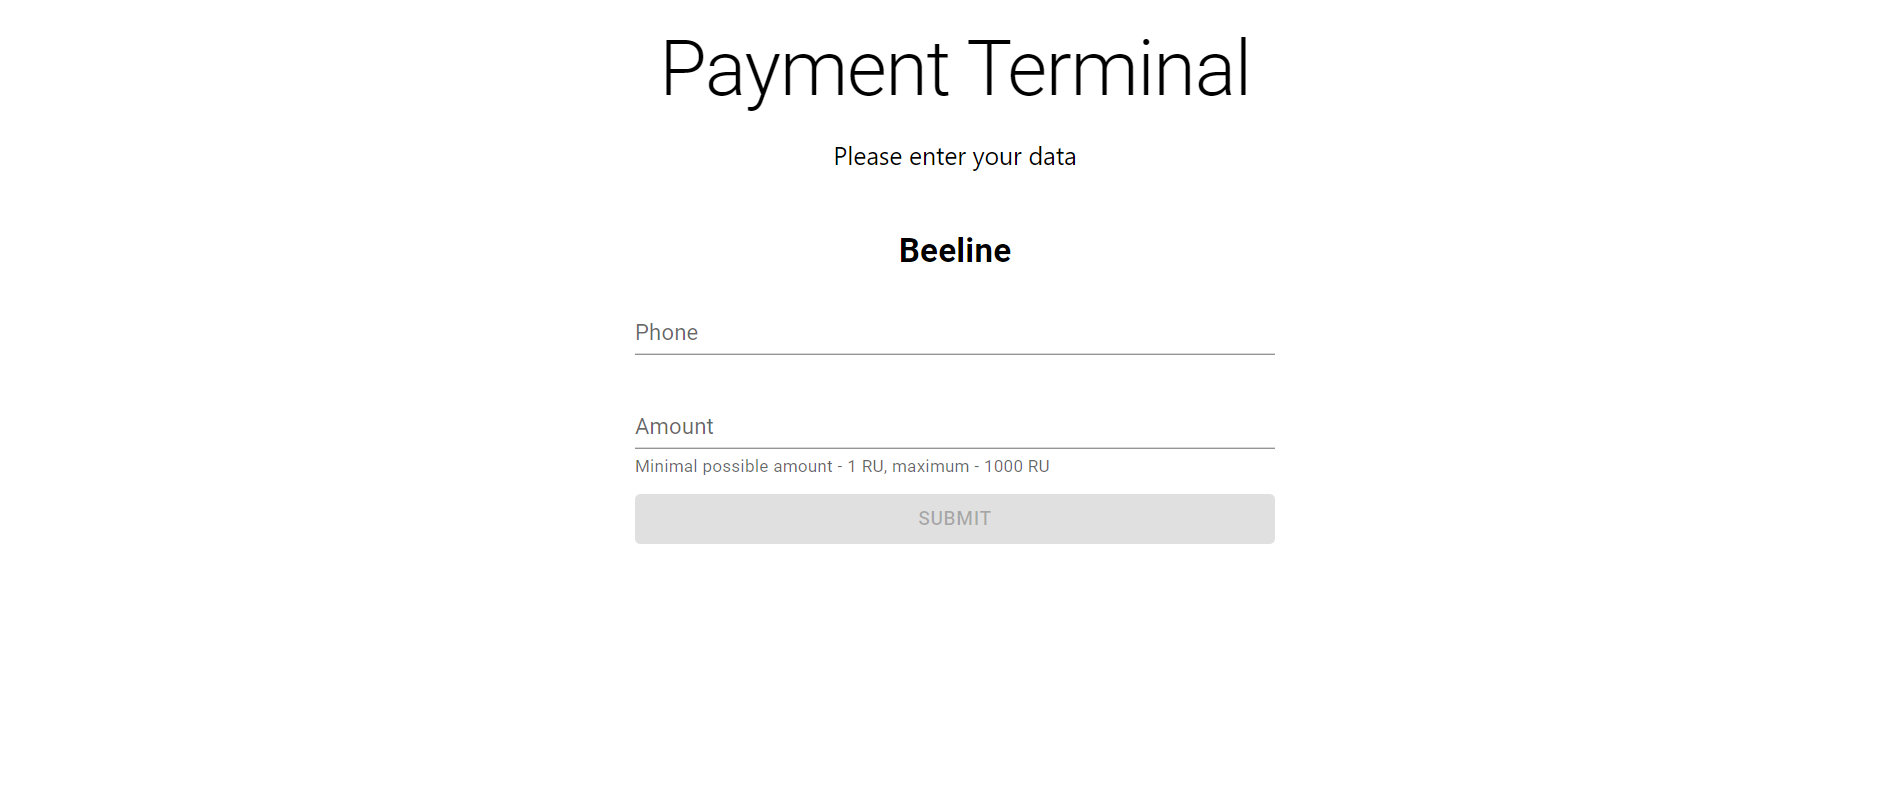 Payment Terminal
Please enter your data
Beeline
Phone
Amount
Minimal possible amount - 1 RU, maximum - 1000 RU
SUBMIT